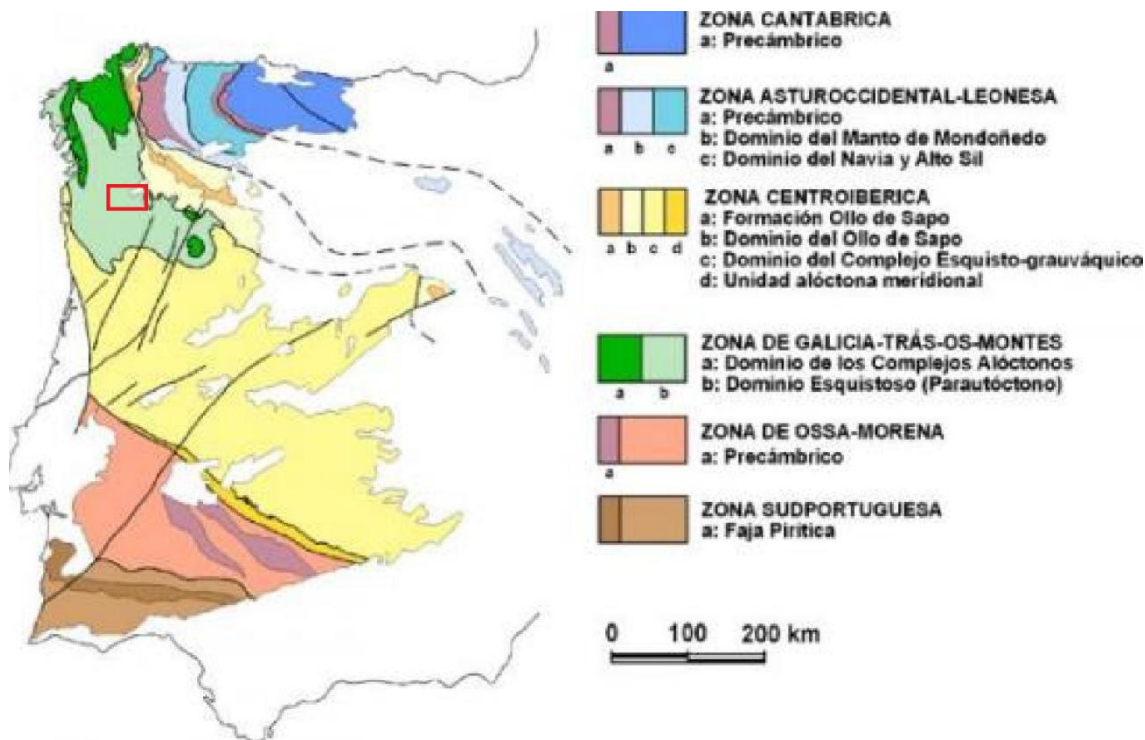 ZONA CANTABRICA
a: Precámbrico
a
ZONA ASTUROCCIDENTAL-LEONESA
a: Precámbrico
b: Dominio del Manto de Mondoñedo
c: Dominio del Navia y Alto Sil
a b c
ZONA CENTROIBERICA
a: Formación Ollo de Sapo
b: Dominio del Ollo de Sapo
c: Dominio del Complejo Esquisto-grauváquico
d: Unidad alóctona meridional
a b c d
ZONA DE GALICIA-TRÁS-OS-MONTES
a: Dominio de los Complejos Alóctonos
b: Dominio Esquistoso (Parautóctono)
a b
ZONA DE OSSA-MORENA
a: Precámbrico
a
ZONA SUDPORTUGUESA
a: Faja Pirítica
a
0 100 200 km